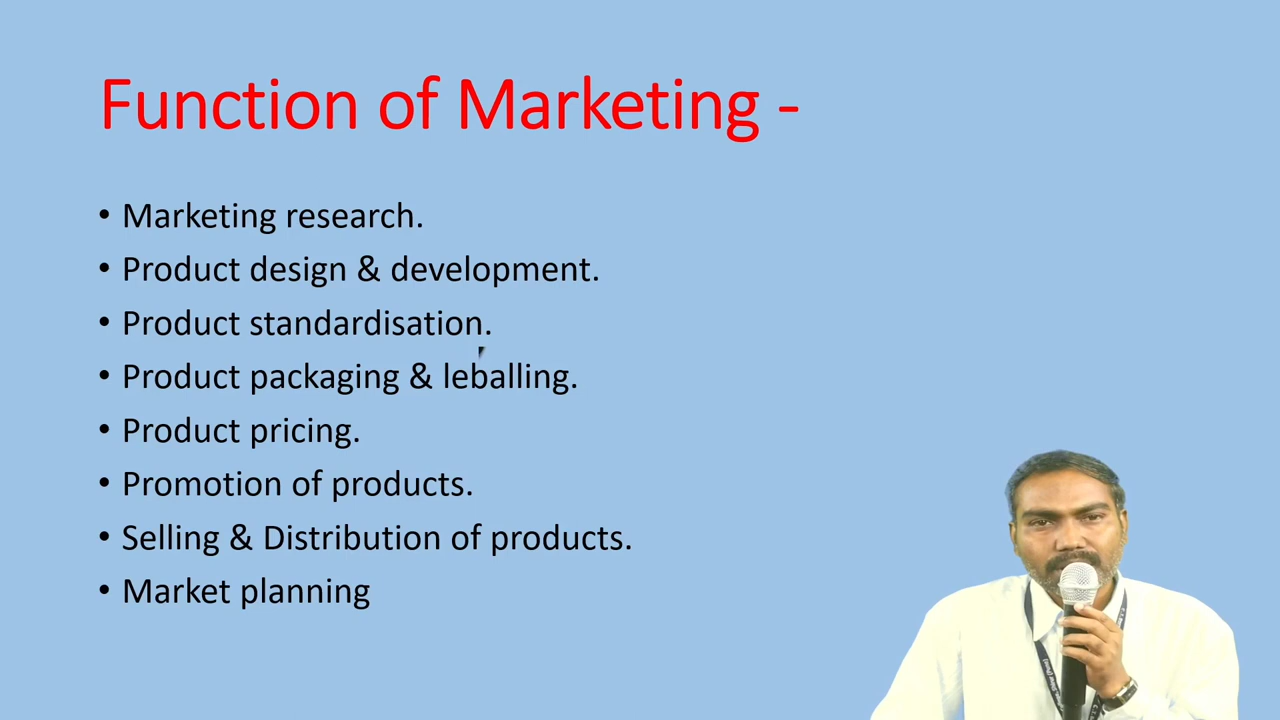 Function of Marketing -
• Marketing research.
• Product design & development.
• Product standardisation.
• Product packaging & leballing.
• Product pricing.
• Promotion of products.
• Selling & Distribution of products.
• Market planning